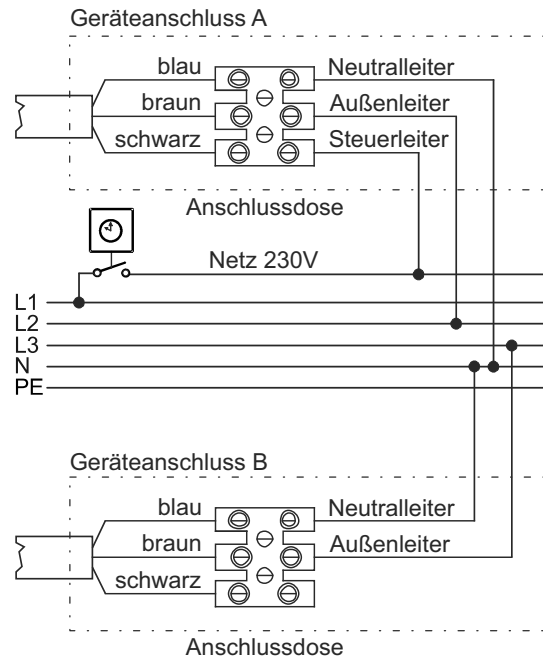 Geräteanschluss A
blau
Neutralleiter
braun
Außenleiter
schwarz
Steuerleiter
Anschlussdose
Netz 230V
L1
L2
L3
N
PE
Geräteanschluss B
blau
Neutralleiter
braun
Außenleiter
schwarz
Anschlussdose